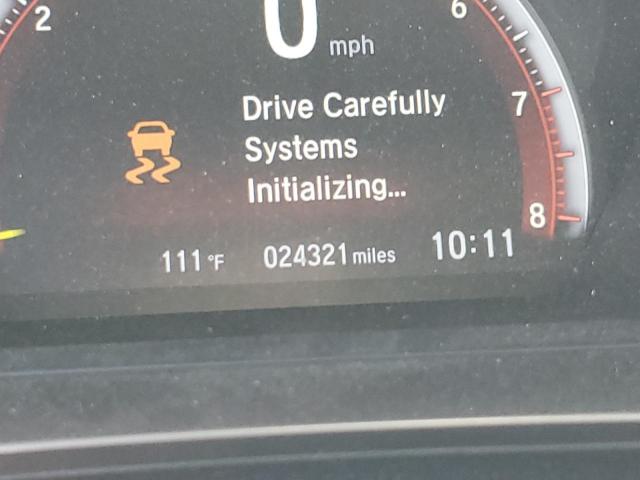 2
0 mph
6
Drive Carefully
7
Systems
Initializing...
8
111 °F 024321 miles 10:11